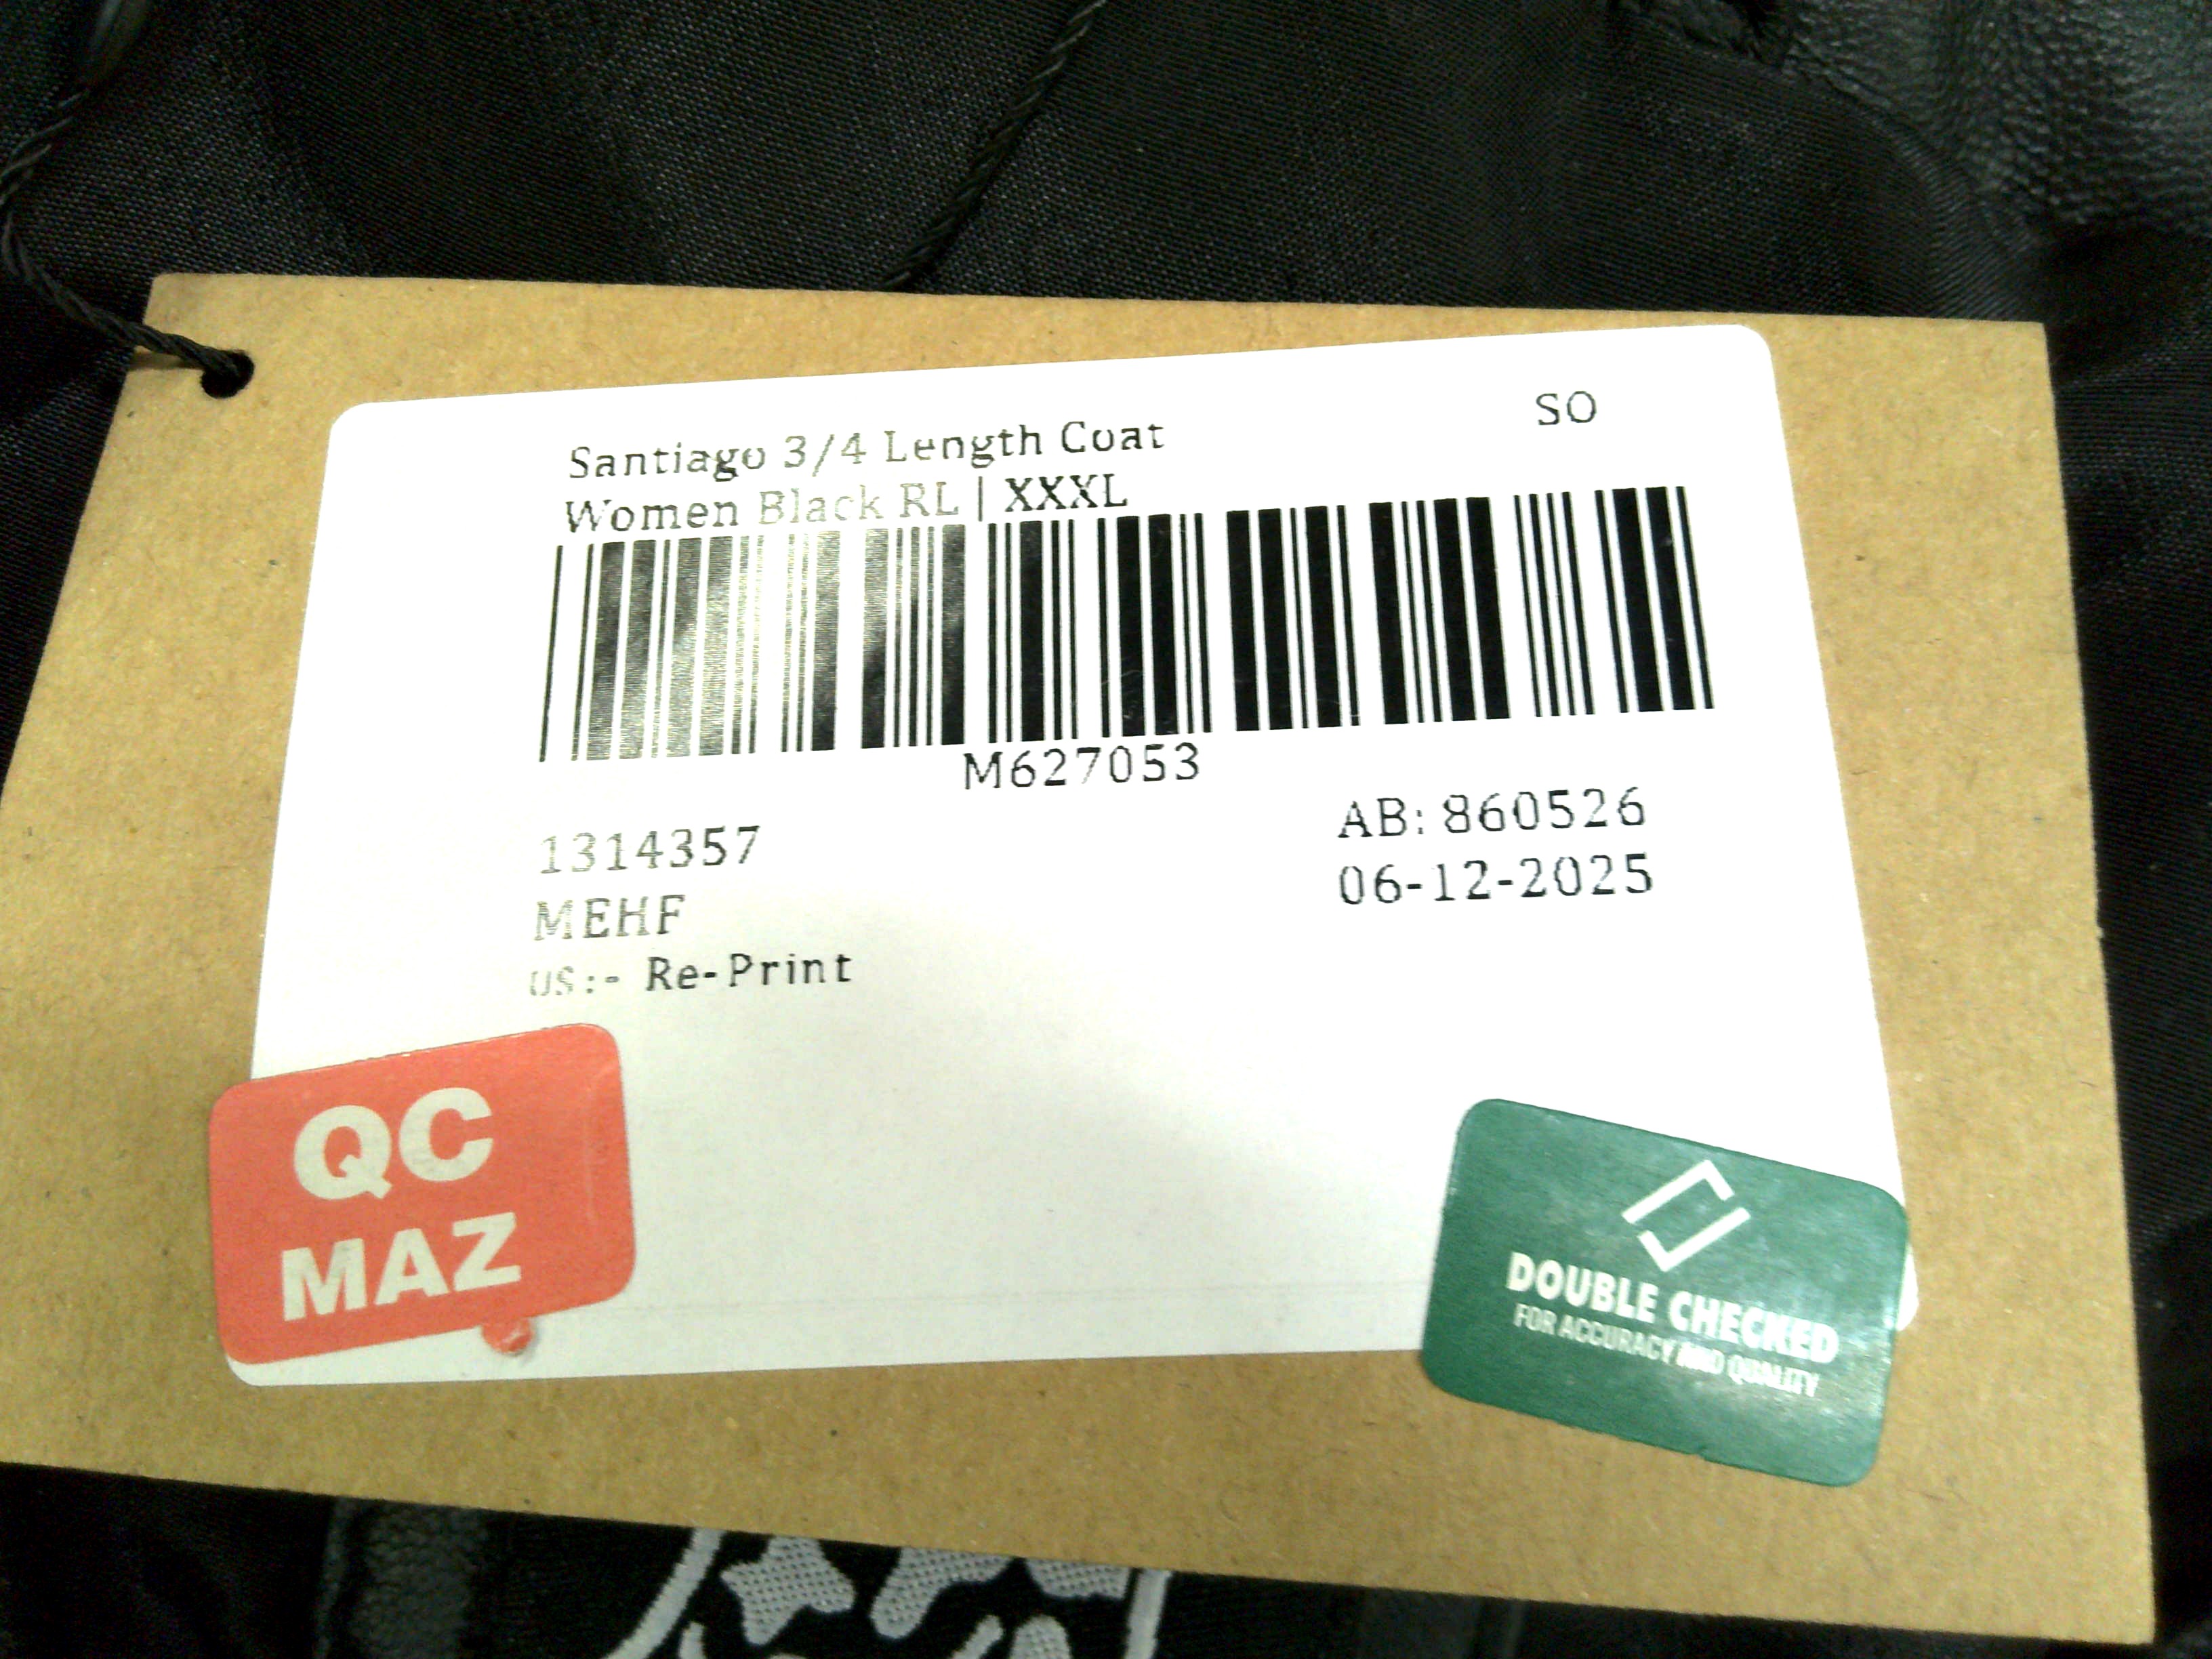 SO
Santiago 3/4 Length Coat
Women Black RL | XXXL
M627053
AB: 860526
1314357
06-12-2025
MEHF
US:- Re-Print
QC
MAZ
DOUBLE CHECKED
FOR ACCURACY AND QUALITY